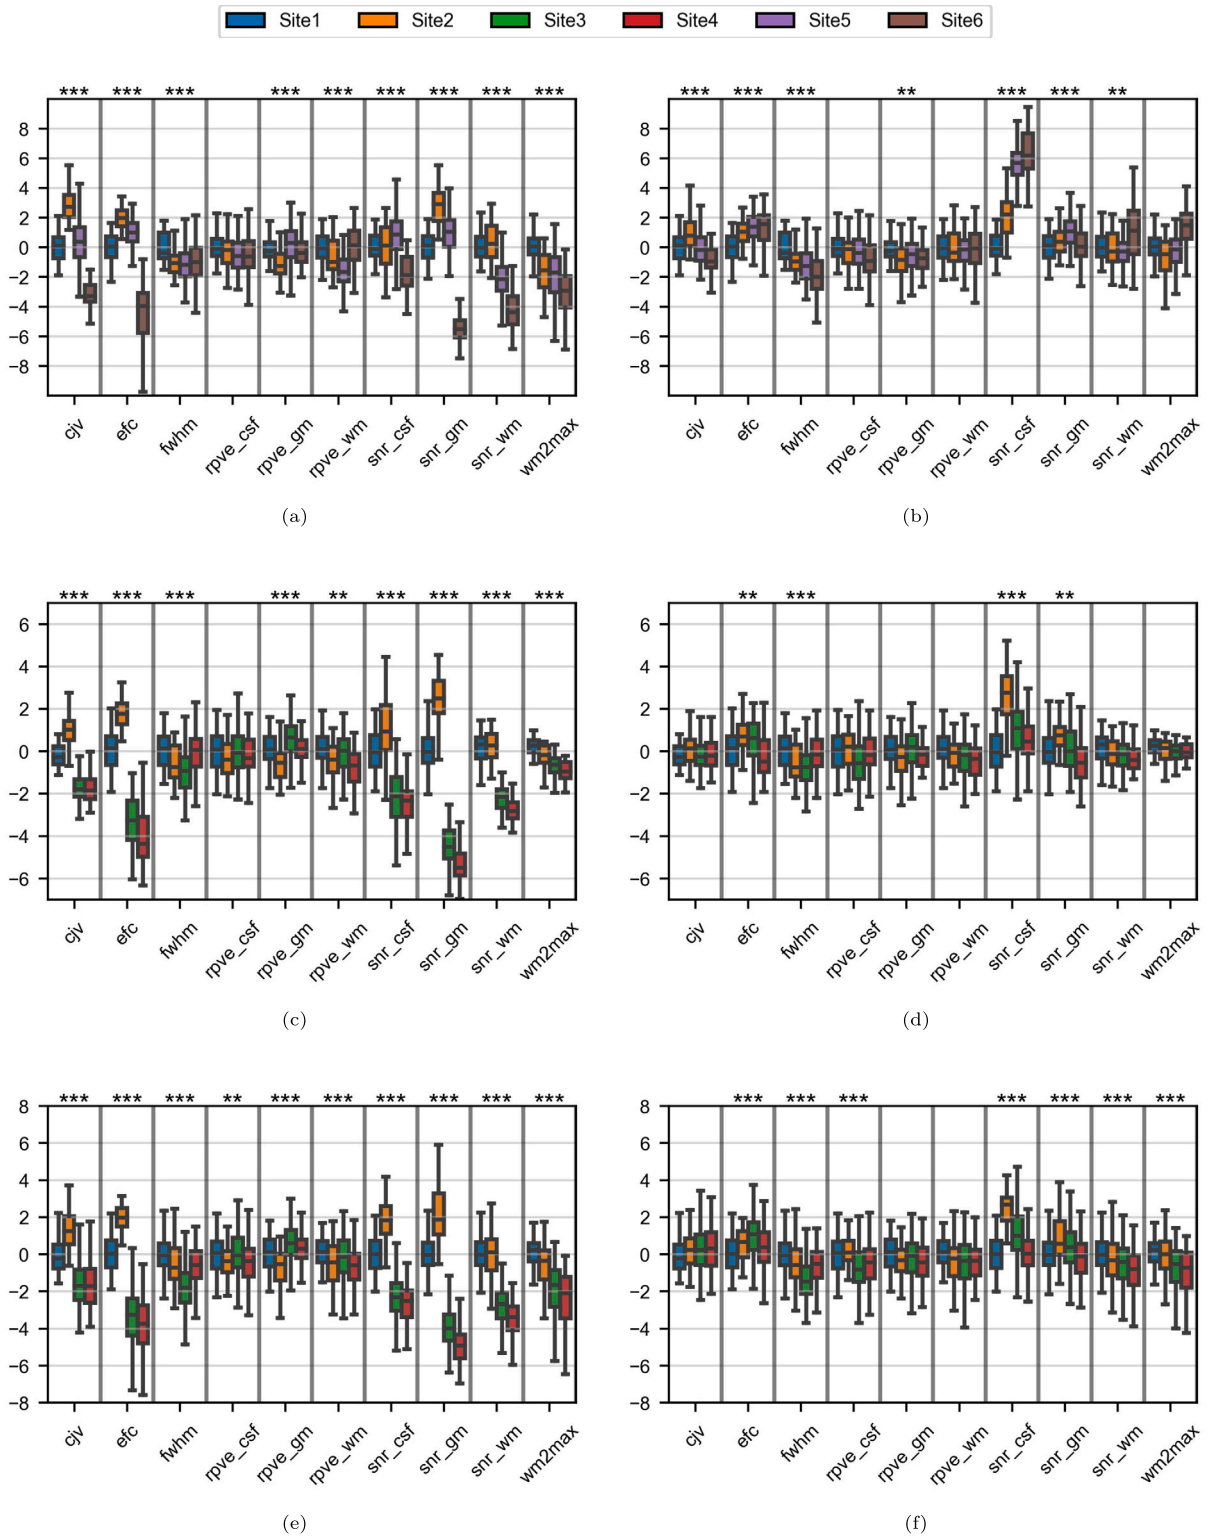 Site1 Site2 Site3 Site4 Site5 Site6
*** *** *** *** *** *** *** *** ***
8
6
4
2
0
−2
−4
−6
−8
cjv efc fwhm rpve_csf rpve_gm rpve_wm snr_csf snr_gm snr_wm wm2max
(a)
*** *** *** ** *** *** **
8
6
4
2
0
−2
−4
−6
−8
cjv efc fwhm rpve_csf rpve_gm rpve_wm snr_csf snr_gm snr_wm wm2max
(b)
*** *** *** *** ** *** *** *** ***
6
4
2
0
−2
−4
−6
cjv efc fwhm rpve_csf rpve_gm rpve_wm snr_csf snr_gm snr_wm wm2max
(c)
** *** *** **
6
4
2
0
−2
−4
−6
cjv efc fwhm rpve_csf rpve_gm rpve_wm snr_csf snr_gm snr_wm wm2max
(d)
*** *** *** ** *** *** *** *** *** ***
8
6
4
2
0
−2
−4
−6
−8
cjv efc fwhm rpve_csf rpve_gm rpve_wm snr_csf snr_gm snr_wm wm2max
(e)
*** *** *** *** *** *** ***
8
6
4
2
0
−2
−4
−6
−8
cjv efc fwhm rpve_csf rpve_gm rpve_wm snr_csf snr_gm snr_wm wm2max
(f)